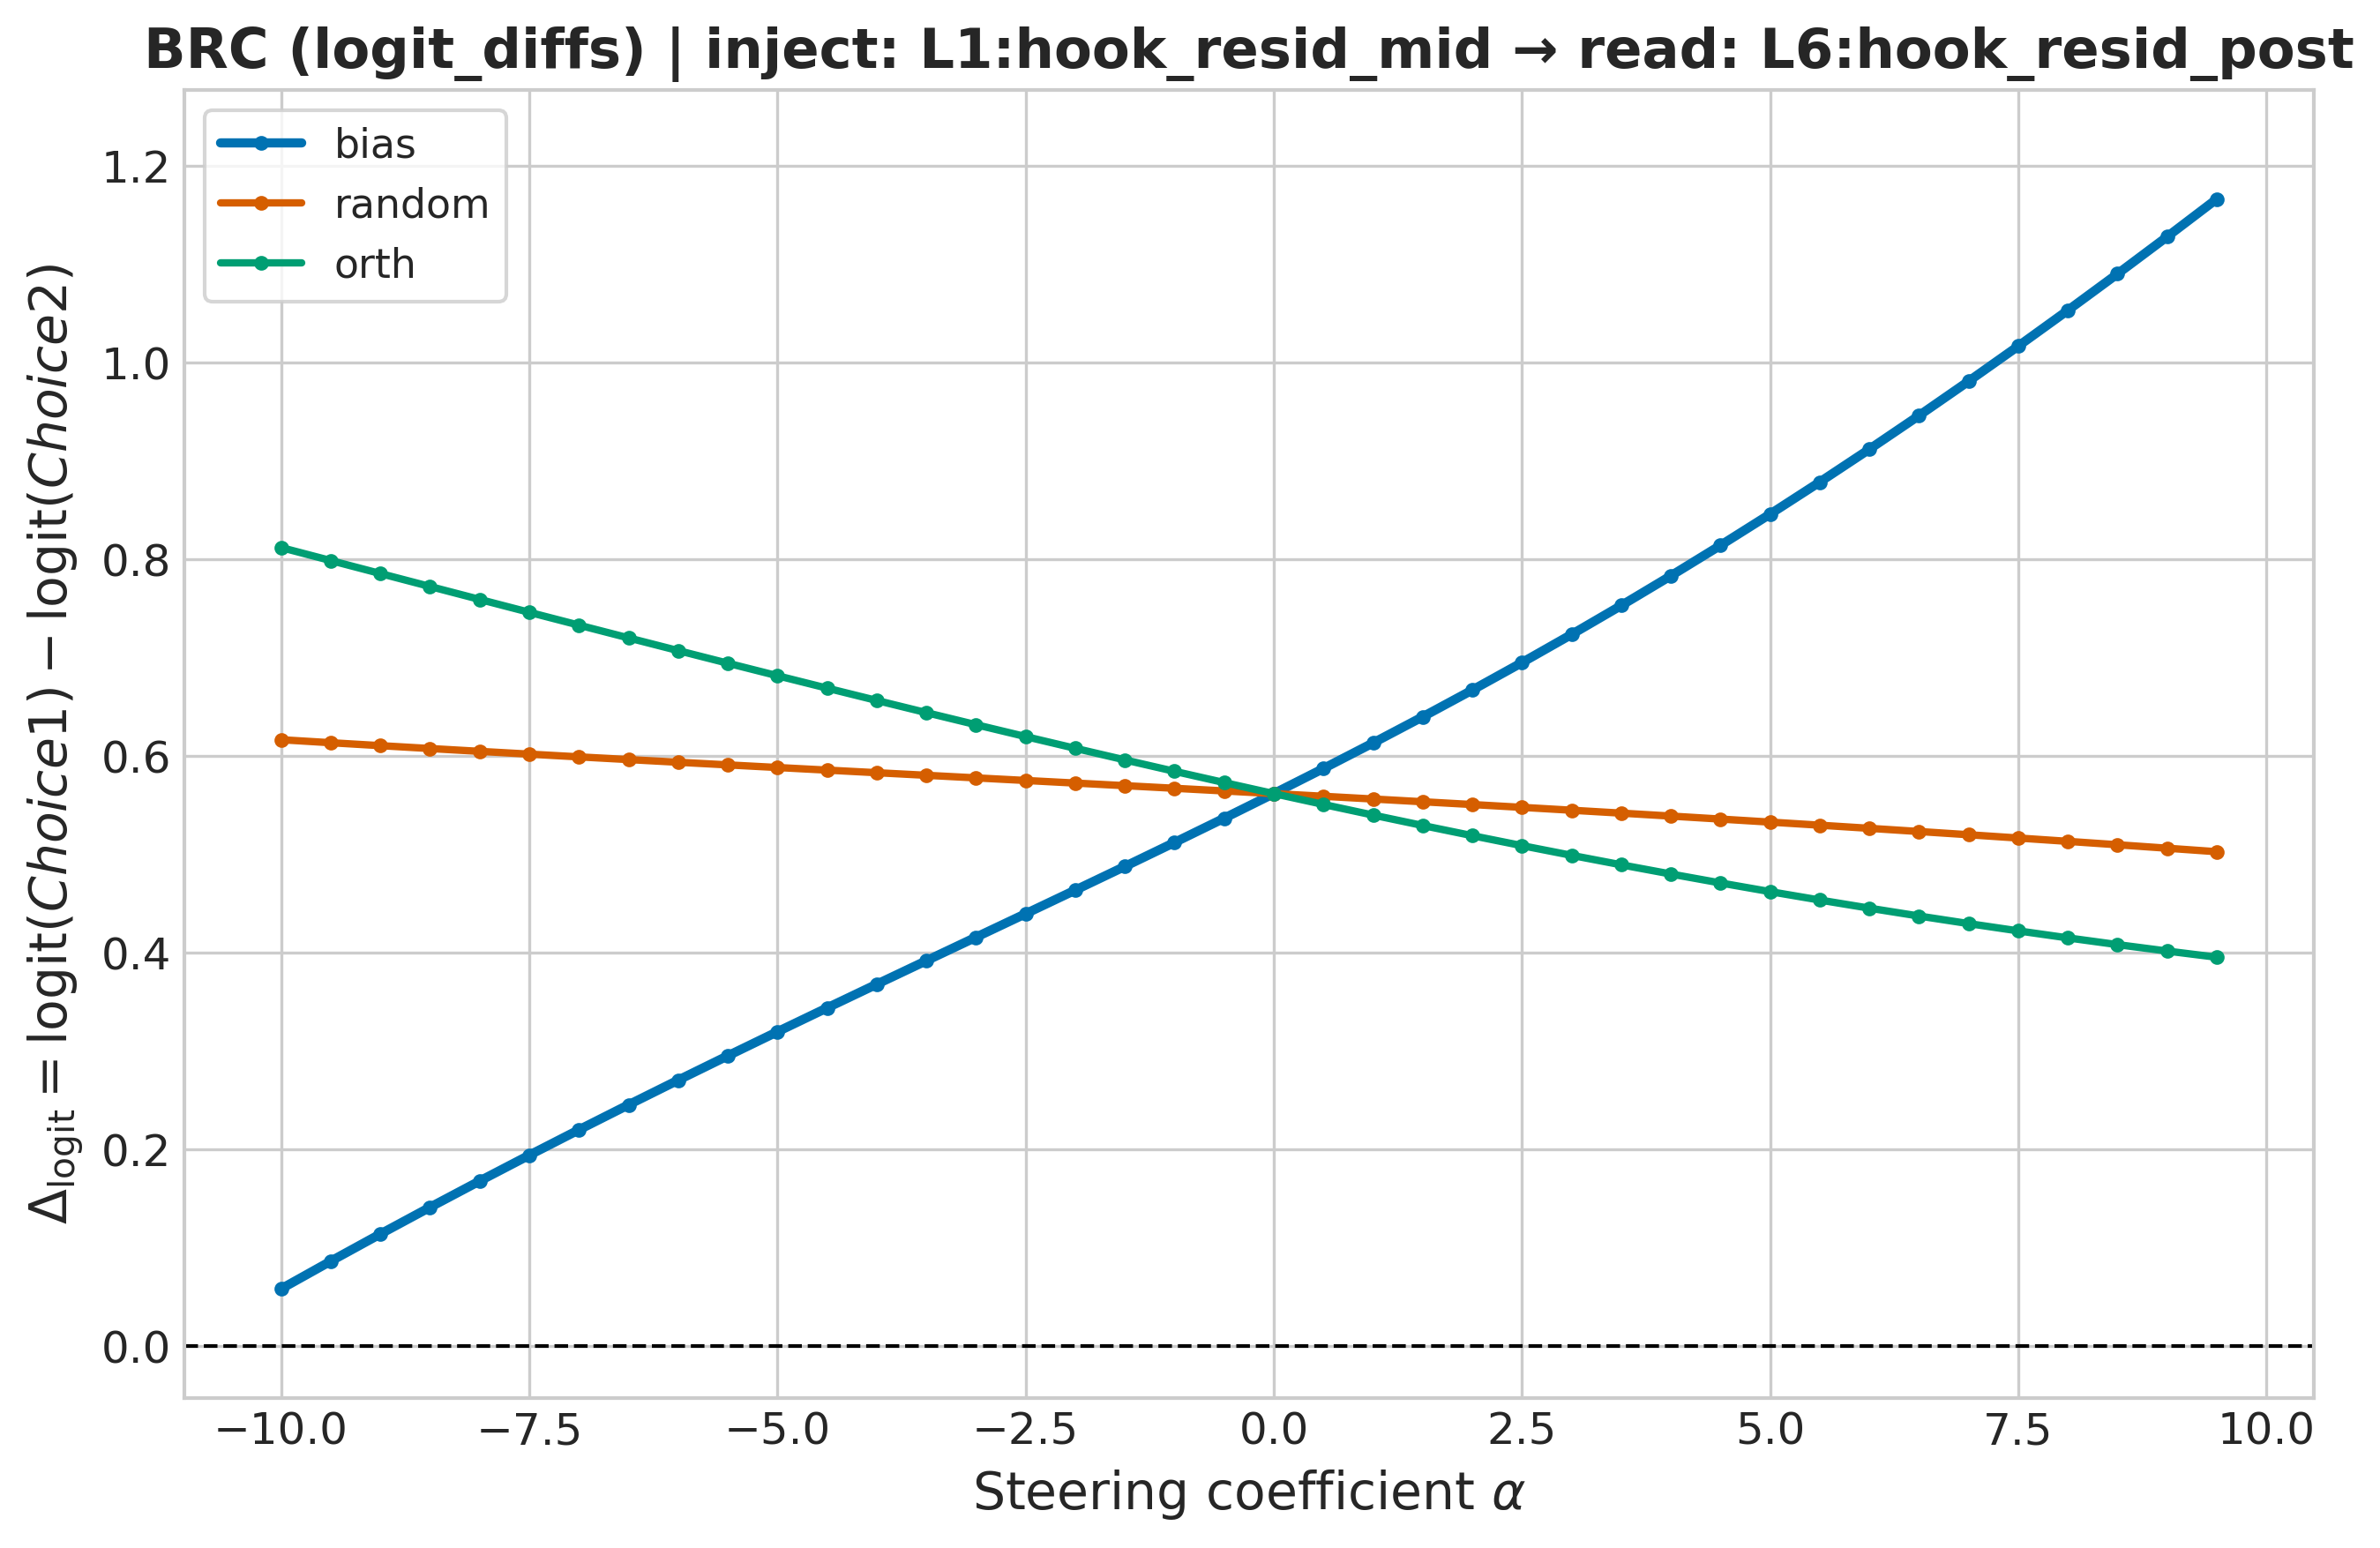 BRC (logit_diffs) | inject: L1:hook_resid_mid → read: L6:hook_resid_post
bias
random
orth
Δlogit = logit(Choice1) − logit(Choice2)
1.2
1.0
0.8
0.6
0.4
0.2
0.0
−10.0 −7.5 −5.0 −2.5 0.0 2.5 5.0 7.5 10.0
Steering coefficient α